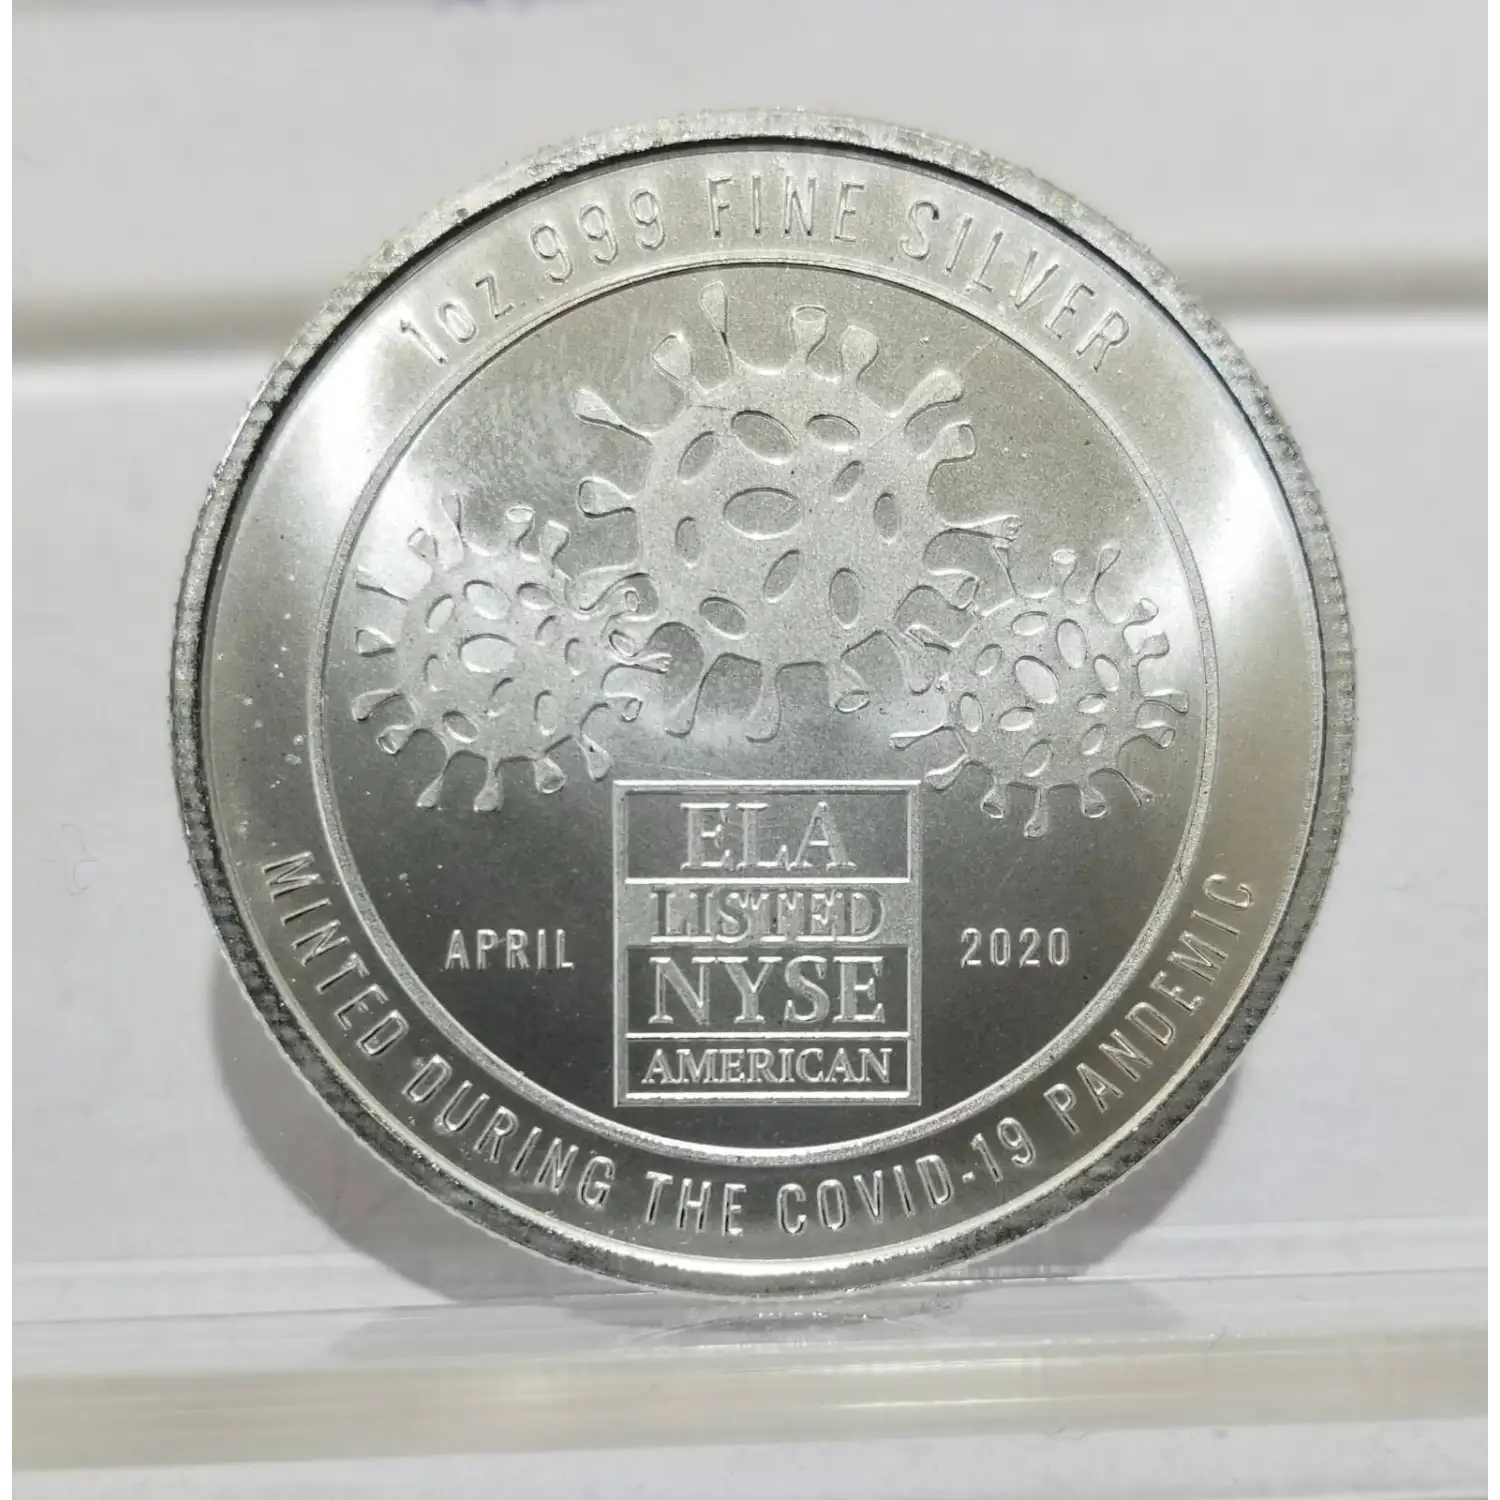 1oz 999 FINE SILVER
ELA
LISTED
NYSE
AMERICAN
APRIL
2020
MINTED DURING THE COVID-19 PANDEMIC